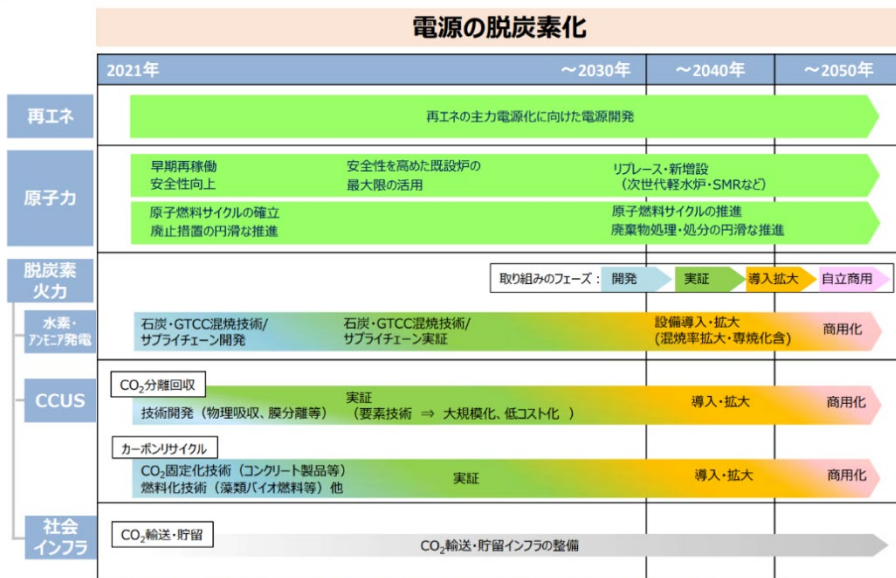 電源の脱炭素化
2021年
～2030年
～2040年
～2050年
再エネ
再エネの主力電源化に向けた電源開発
原子力
早期再稼働
安全性向上
安全性を高めた既設炉の
最大限の活用
リプレース・新増設
（次世代軽水炉・SMRなど）
原子燃料サイクルの確立
廃止措置の円滑な推進
原子燃料サイクルの推進
廃棄物処理・処分の円滑な推進
脱炭素
火力
取り組みのフェーズ：
開発
実証
導入拡大
自立商用
水素・
アンモニア発電
石炭・GTCC混焼技術/
サプライチェーン開発
石炭・GTCC混焼技術/
サプライチェーン実証
設備導入・拡大
(混焼率拡大・専焼化含)
商用化
CCUS
CO₂分離回収
技術開発（物理吸収、膜分離等）
実証
（要素技術 ⇒ 大規模化、低コスト化 ）
導入・拡大
商用化
カーボンリサイクル
CO₂固定化技術（コンクリート製品等）
燃料化技術（藻類バイオ燃料等）他
実証
導入・拡大
商用化
社会
インフラ
CO₂輸送・貯留
CO₂輸送・貯留インフラの整備